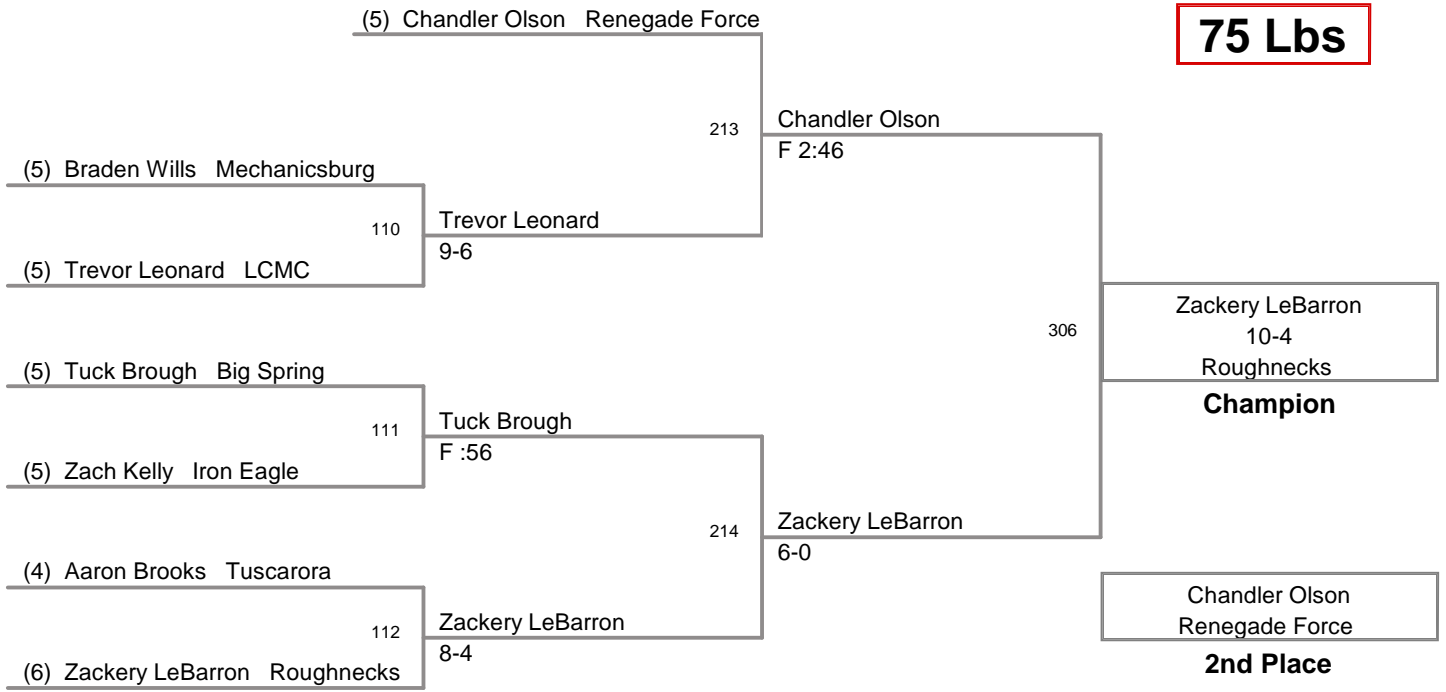 (5) Chandler Olson Renegade Force
75 Lbs
213
Chandler Olson
F 2:46
(5) Braden Wills Mechanicsburg
110
Trevor Leonard
9-6
(5) Trevor Leonard LCMC
306
Zackery LeBarron
10-4
Roughnecks
Champion
(5) Tuck Brough Big Spring
111
Tuck Brough
F :56
(5) Zach Kelly Iron Eagle
214
Zackery LeBarron
6-0
(4) Aaron Brooks Tuscarora
112
Zackery LeBarron
8-4
(6) Zackery LeBarron Roughnecks
Chandler Olson
Renegade Force
2nd Place